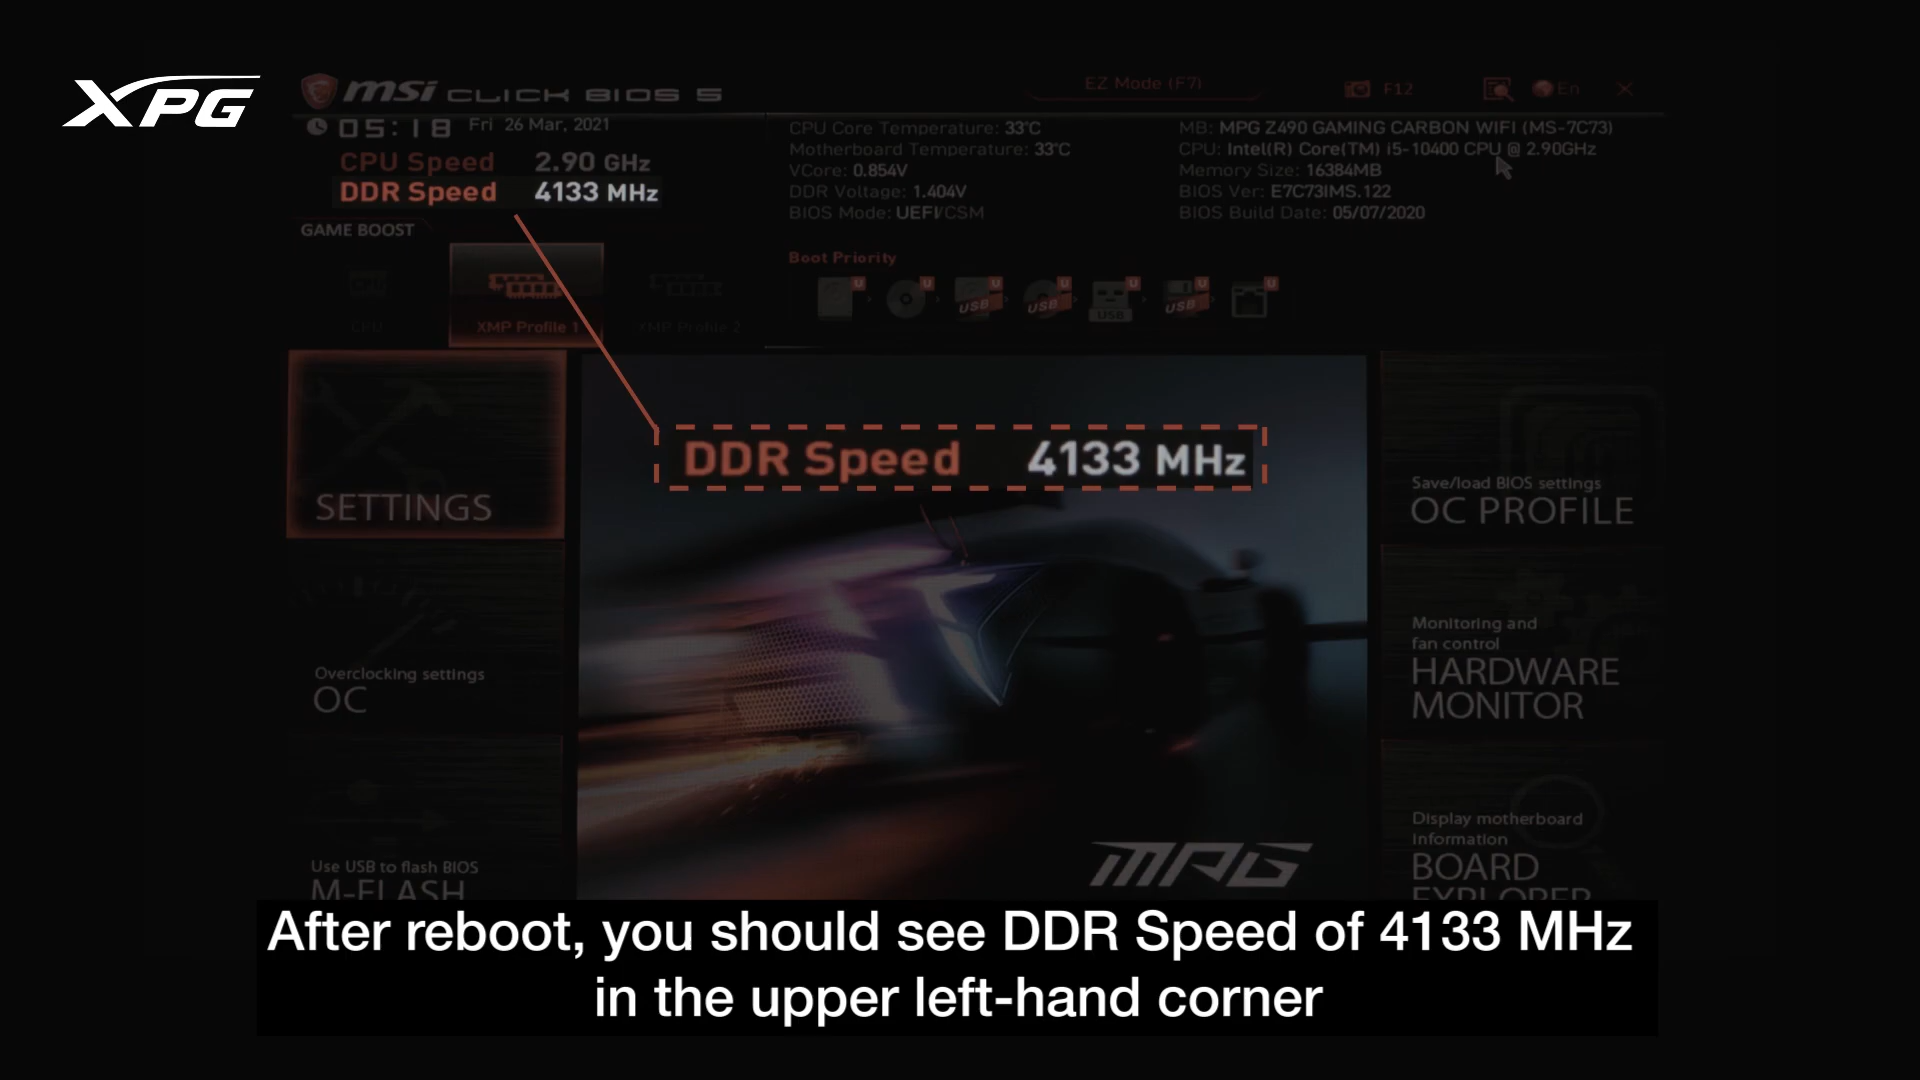 XPG
msi CLICK BIOS 5
EZ Mode (F7)
F12
En
05:18 Fri 26 Mar, 2021
CPU Speed 2.90 GHz
DDR Speed 4133 MHz
CPU Core Temperature: 33°C
Motherboard Temperature: 33°C
VCore: 0.854V
DDR Voltage: 1.404V
BIOS Mode: UEFI/CSM
MB: MPG Z490 GAMING CARBON WIFI (MS-7C73)
CPU: Intel(R) Core(TM) i5-10400 CPU @ 2.90GHz
Memory Size: 16384MB
BIOS Ver: E7C73IMS.122
BIOS Build Date: 05/07/2020
GAME BOOST
CPU
XMP Profile 1
XMP Profile 2
Boot Priority
U U U U U U U
USB USB USB USB
DDR Speed 4133 MHz
SETTINGS
Overclocking settings
OC
Use USB to flash BIOS
M-FLASH
MPG
Save/load BIOS settings
OC PROFILE
Monitoring and
fan control
HARDWARE
MONITOR
Display motherboard
information
BOARD
EXPLORER
After reboot, you should see DDR Speed of 4133 MHz
in the upper left-hand corner